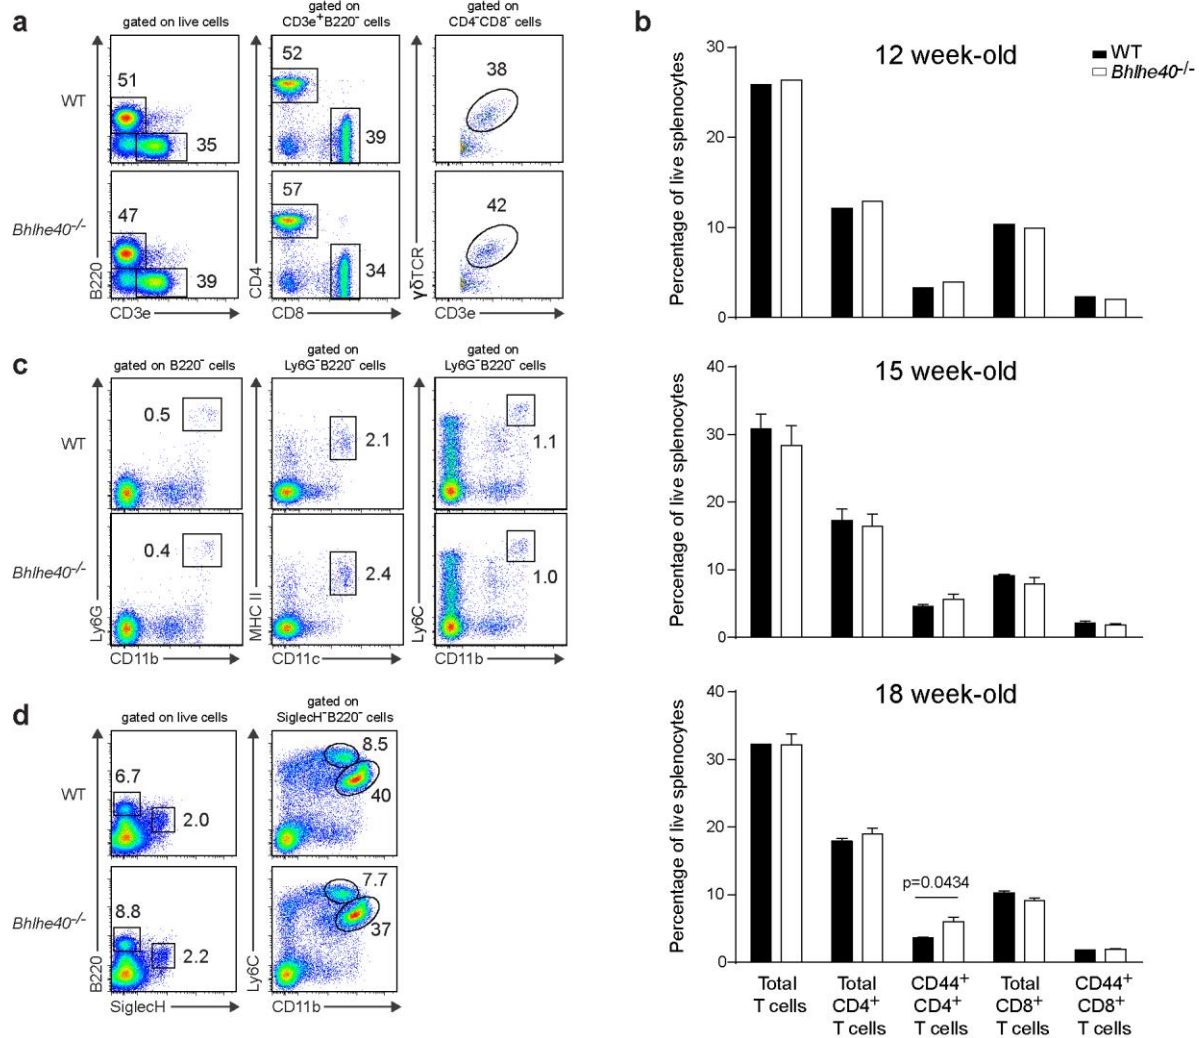 a
gated on live cells
gated on
CD3e⁺B220⁻ cells
gated on
CD4⁻CD8⁻ cells
WT
51
35
52
39
38
Bhlhe40⁻/⁻
47
39
57
34
42
B220
CD3e
CD4
CD8
γδTCR
CD3e
b
12 week-old
WT
Bhlhe40⁻/⁻
Percentage of live splenocytes
30
20
10
0
15 week-old
Percentage of live splenocytes
40
30
20
10
0
18 week-old
Percentage of live splenocytes
40
30
20
10
0
p=0.0434
Total
T cells
Total
CD4⁺
T cells
CD44⁺
CD4⁺
T cells
Total
CD8⁺
T cells
CD44⁺
CD8⁺
T cells
c
gated on B220⁻ cells
gated on
Ly6G⁻B220⁻ cells
gated on
Ly6G⁻B220⁻ cells
WT
0.5
2.1
1.1
Bhlhe40⁻/⁻
0.4
2.4
1.0
Ly6G
CD11b
MHC II
CD11c
Ly6C
CD11b
d
gated on live cells
gated on
SiglecH⁻B220⁻ cells
WT
6.7
2.0
8.5
40
Bhlhe40⁻/⁻
8.8
2.2
7.7
37
B220
SiglecH
Ly6C
CD11b